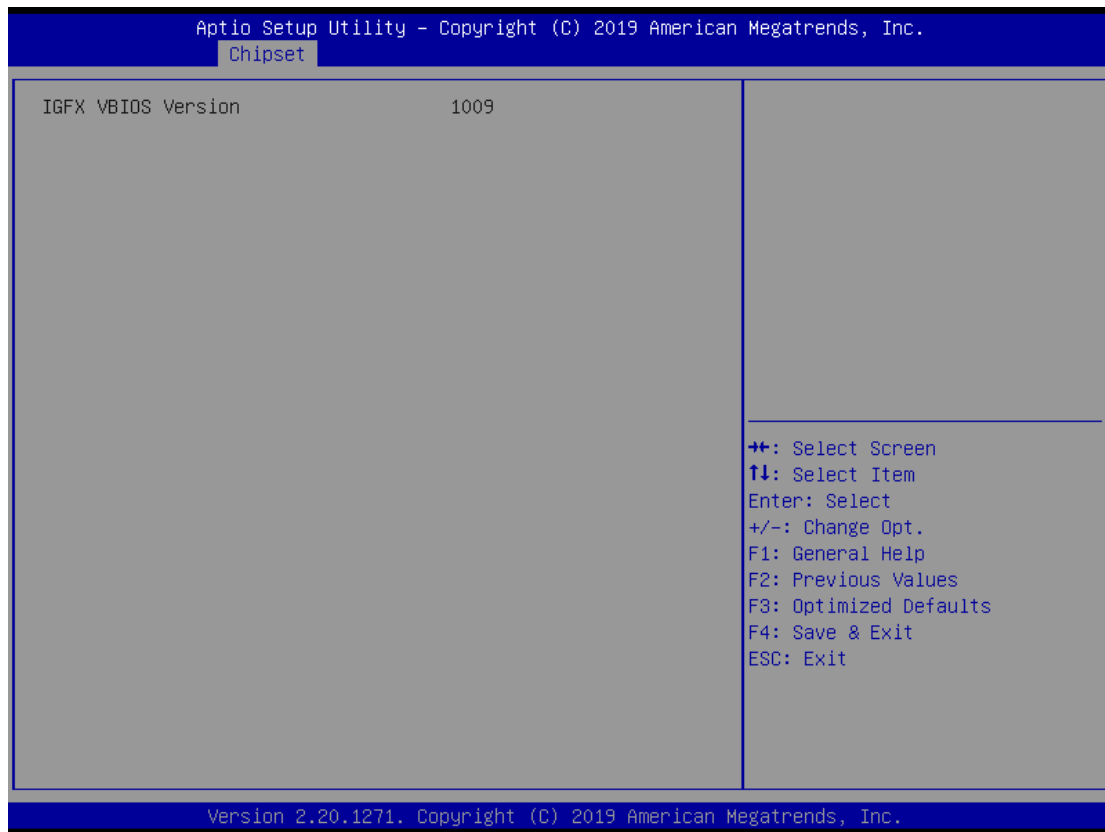 Aptio Setup Utility – Copyright (C) 2019 American Megatrends, Inc.
Chipset
IGFX VBIOS Version 1009
→←: Select Screen
↑↓: Select Item
Enter: Select
+/-: Change Opt.
F1: General Help
F2: Previous Values
F3: Optimized Defaults
F4: Save & Exit
ESC: Exit
Version 2.20.1271. Copyright (C) 2019 American Megatrends, Inc.